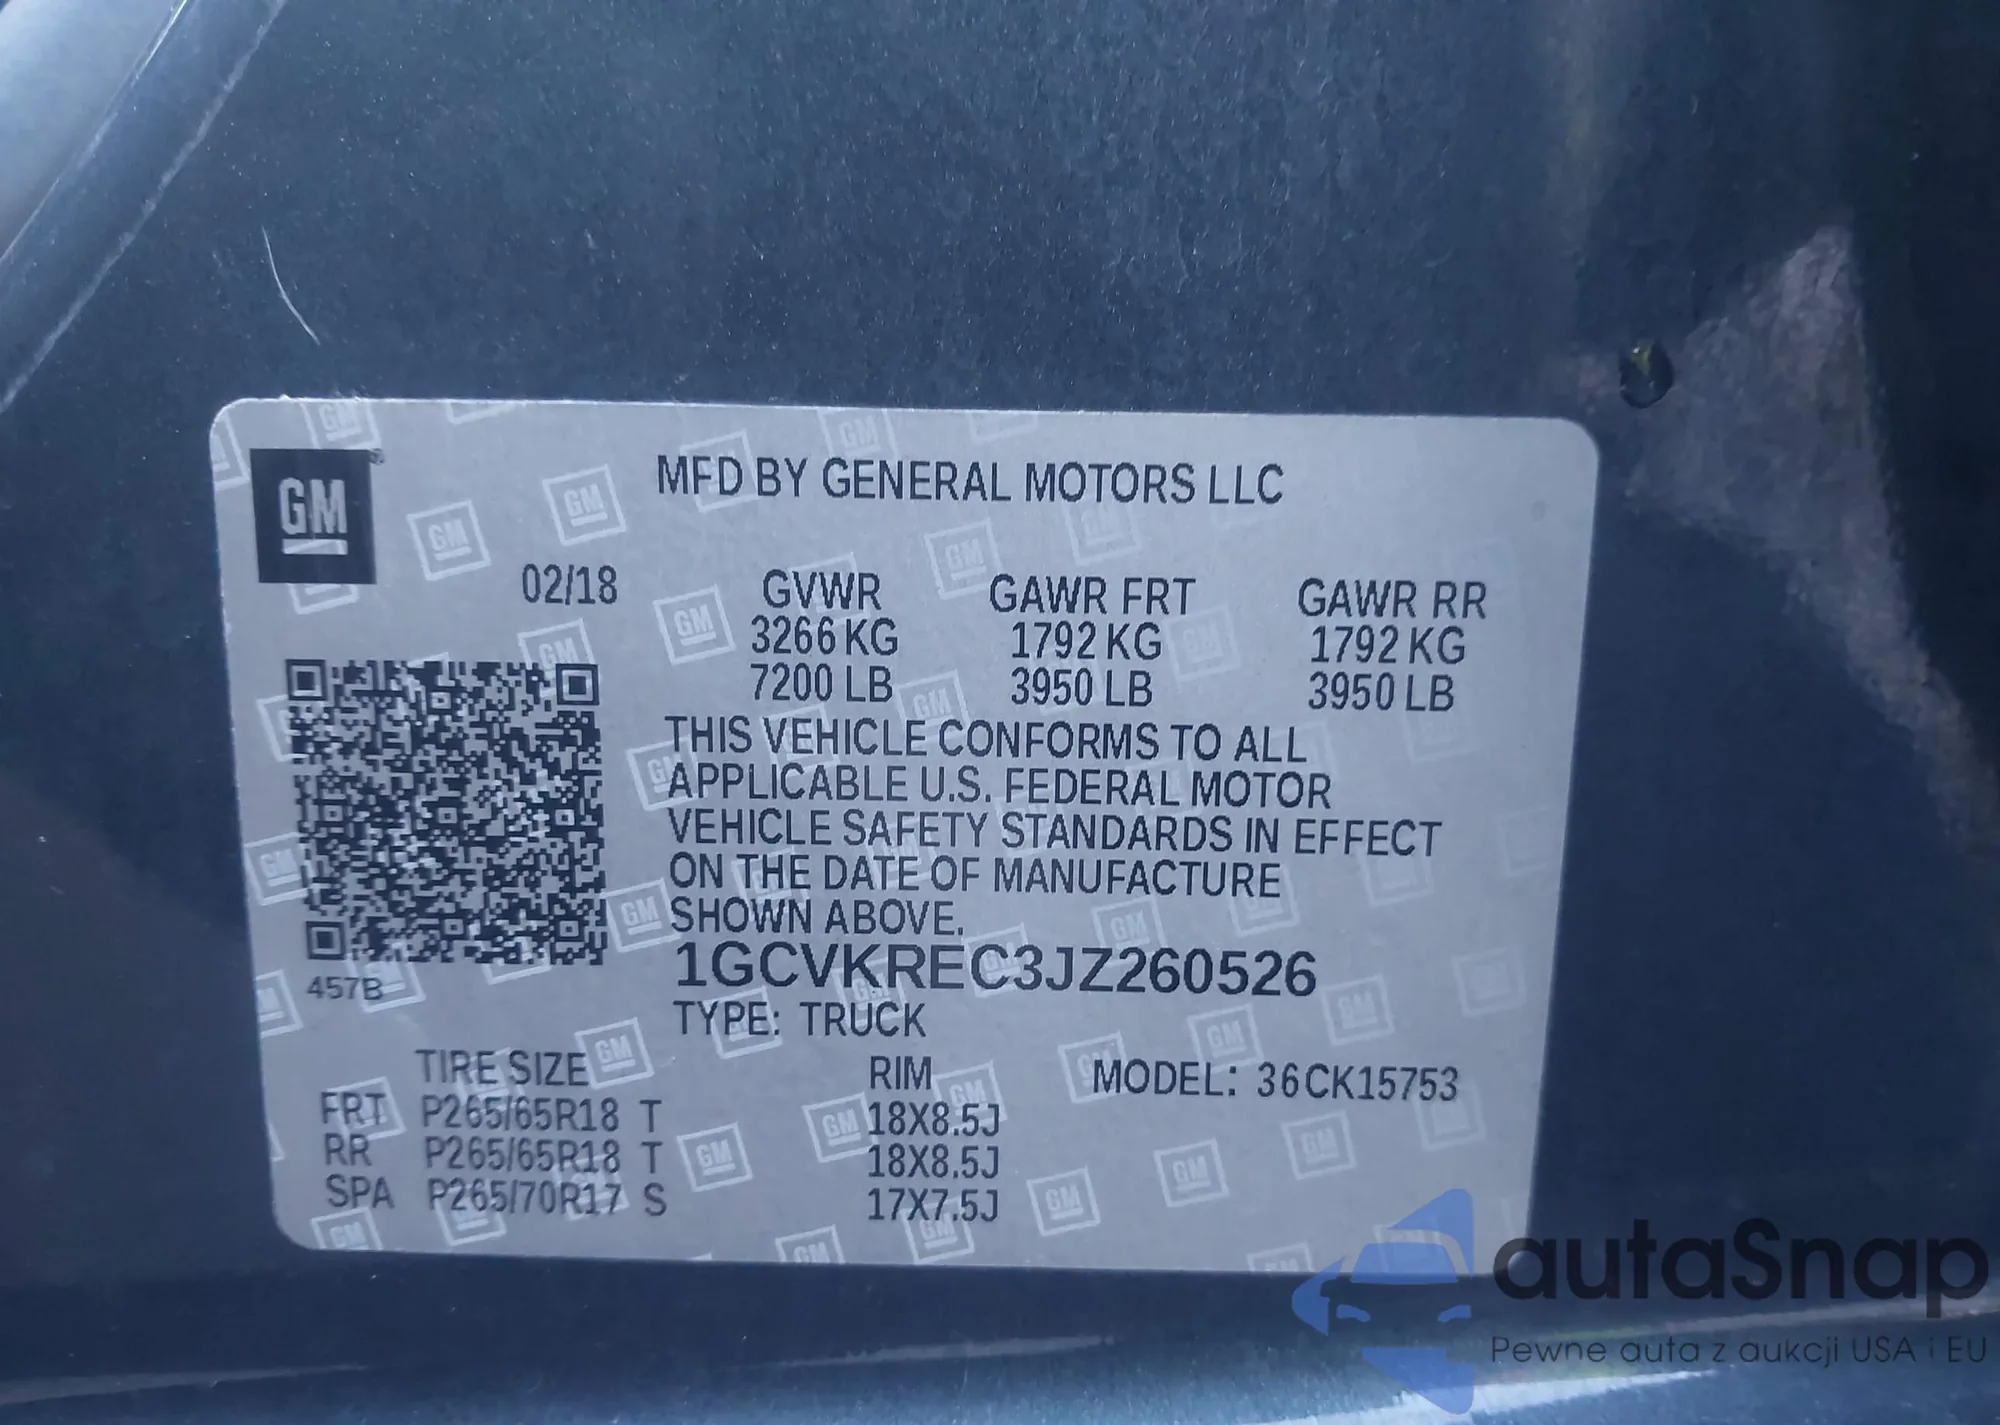 GM
MFD BY GENERAL MOTORS LLC
02/18 GVWR GAWR FRT GAWR RR
3266 KG 1792 KG 1792 KG
7200 LB 3950 LB 3950 LB
THIS VEHICLE CONFORMS TO ALL
APPLICABLE U.S. FEDERAL MOTOR
VEHICLE SAFETY STANDARDS IN EFFECT
ON THE DATE OF MANUFACTURE
SHOWN ABOVE.
457B
1GCVKREC3JZ260526
TYPE: TRUCK
TIRE SIZE RIM MODEL: 36CK15753
FRT P265/65R18 T 18X8.5J
RR P265/65R18 T 18X8.5J
SPA P265/70R17 S 17X7.5J
autaSnap
Pewne auta z aukcji USA i EU